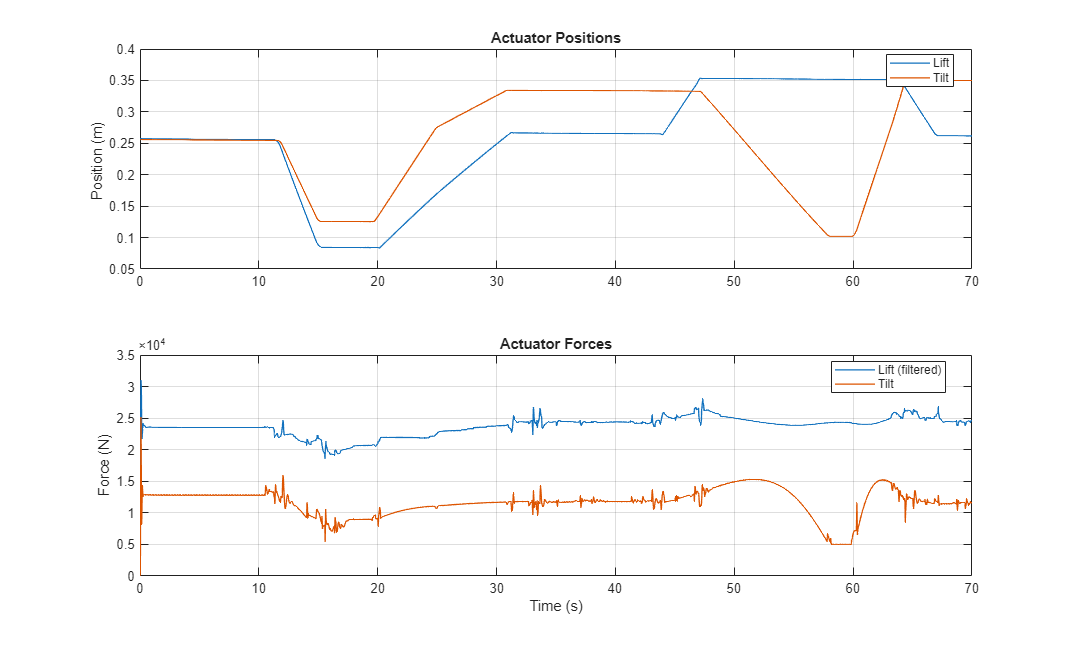 Actuator Positions
Position (m)
0.4
0.35
0.3
0.25
0.2
0.15
0.1
0.05
Lift
Tilt
0 10 20 30 40 50 60 70
Actuator Forces
×10⁴
Force (N)
3.5
3
2.5
2
1.5
1
0.5
0
Lift (filtered)
Tilt
0 10 20 30 40 50 60 70
Time (s)